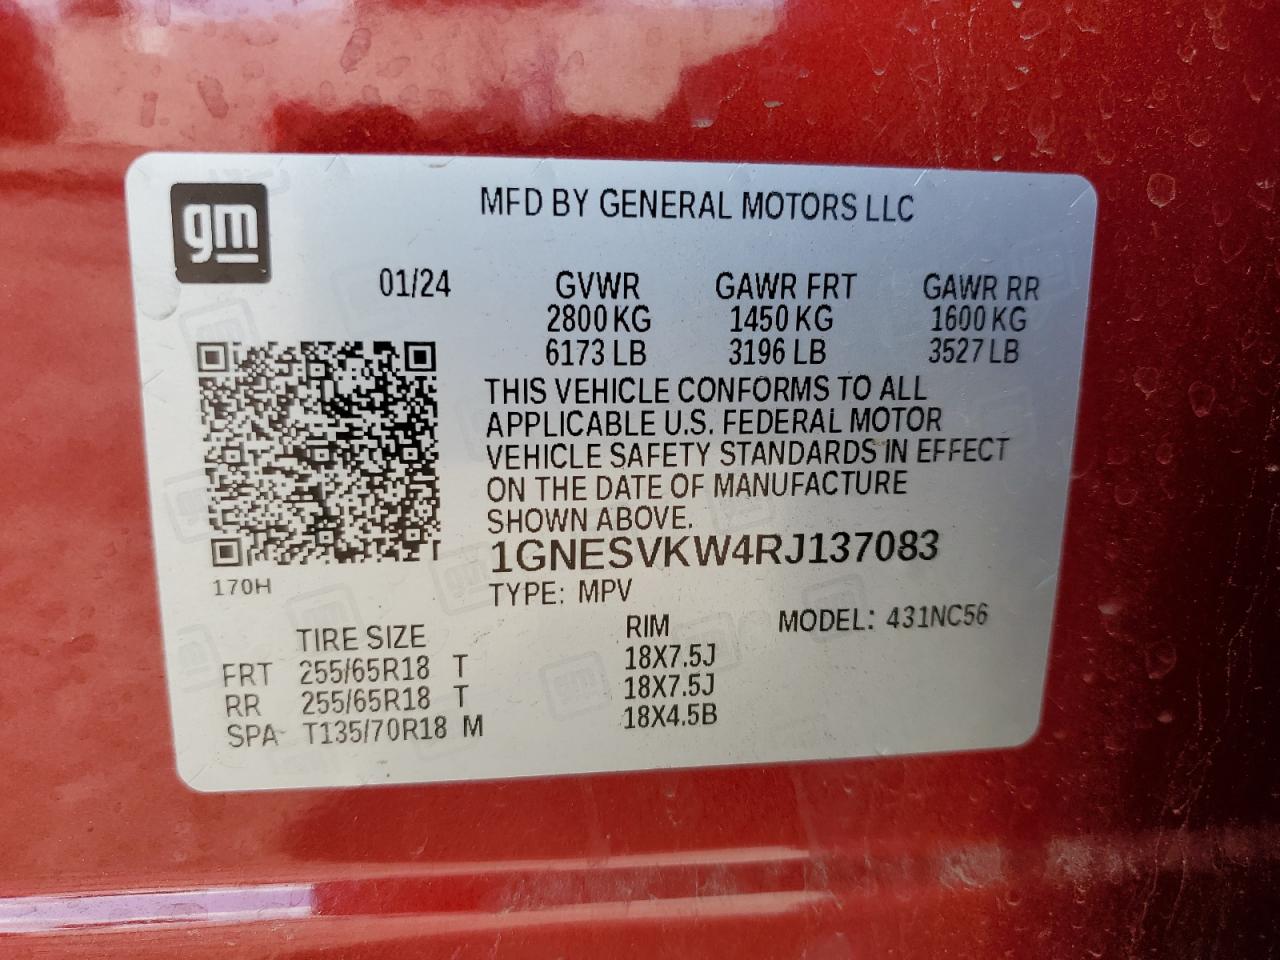 gm
MFD BY GENERAL MOTORS LLC
01/24 GVWR GAWR FRT GAWR RR
2800 KG 1450 KG 1600 KG
6173 LB 3196 LB 3527 LB
THIS VEHICLE CONFORMS TO ALL
APPLICABLE U.S. FEDERAL MOTOR
VEHICLE SAFETY STANDARDS IN EFFECT
ON THE DATE OF MANUFACTURE
SHOWN ABOVE.
1GNESVKW4RJ137083
170H
TYPE: MPV
TIRE SIZE RIM MODEL: 431NC56
FRT 255/65R18 T 18X7.5J
RR 255/65R18 T 18X7.5J
SPA T135/70R18 M 18X4.5B